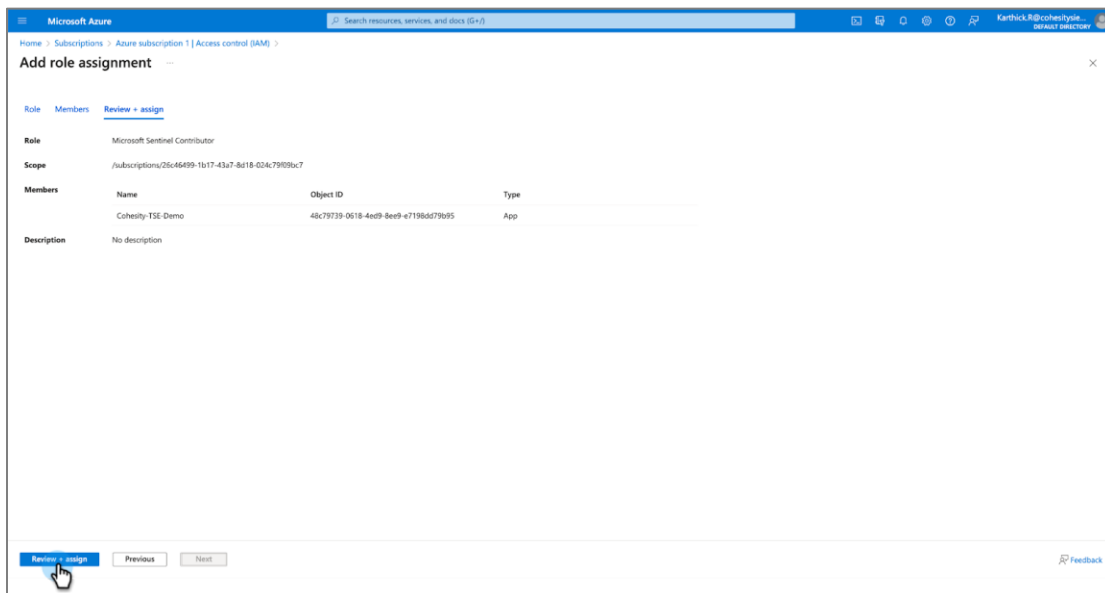 Microsoft Azure
Search resources, services, and docs (G+/)
Karthick.R@cohesitysie...
DEFAULT DIRECTORY
Home > Subscriptions > Azure subscription 1 | Access control (IAM) >
Add role assignment ...
Role Members Review + assign
Role Microsoft Sentinel Contributor
Scope /subscriptions/26c46499-1b17-43a7-8d18-024c79f09bc7
Members
Name Object ID Type
Cohesity-TSE-Demo 48c79739-0618-4ed9-8ee9-e7198dd79b95 App
Description No description
Review + assign Previous Next
Feedback